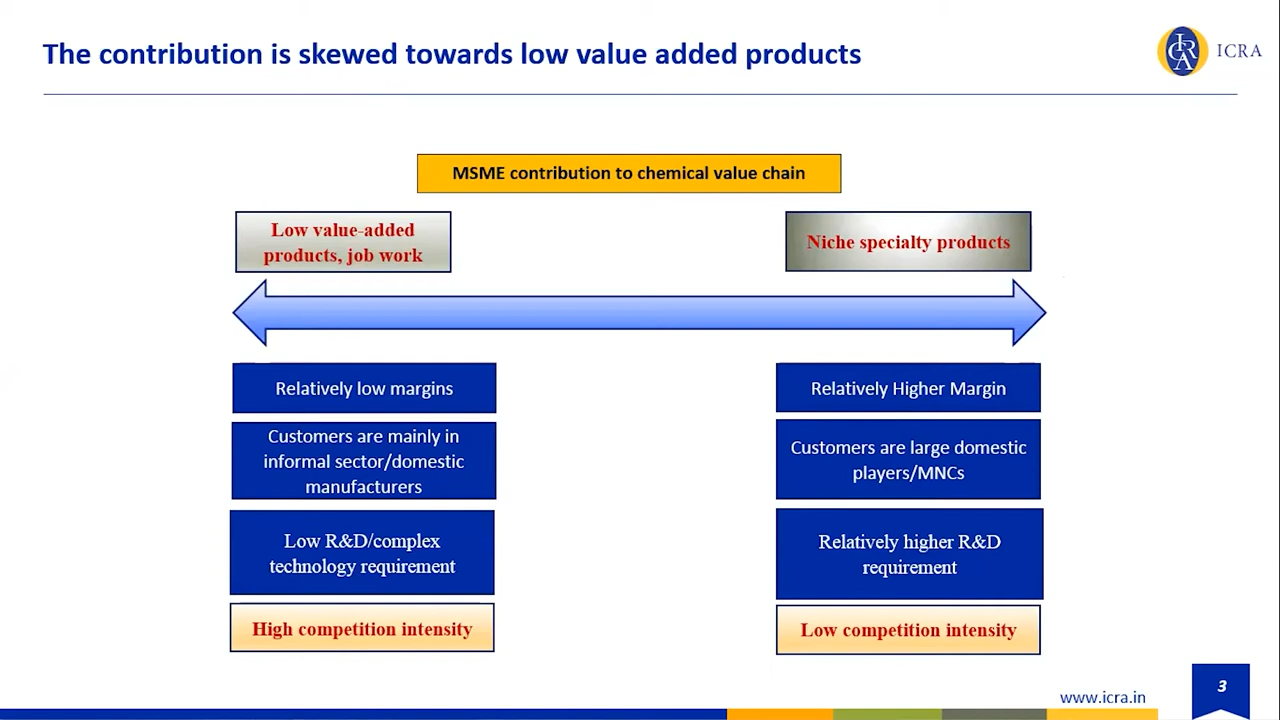 The contribution is skewed towards low value added products
ICRA
ICRA
MSME contribution to chemical value chain
Low value-added
products, job work
Niche specialty products
Relatively low margins
Customers are mainly in
informal sector/domestic
manufacturers
Low R&D/complex
technology requirement
High competition intensity
Relatively Higher Margin
Customers are large domestic
players/MNCs
Relatively higher R&D
requirement
Low competition intensity
www.icra.in
3